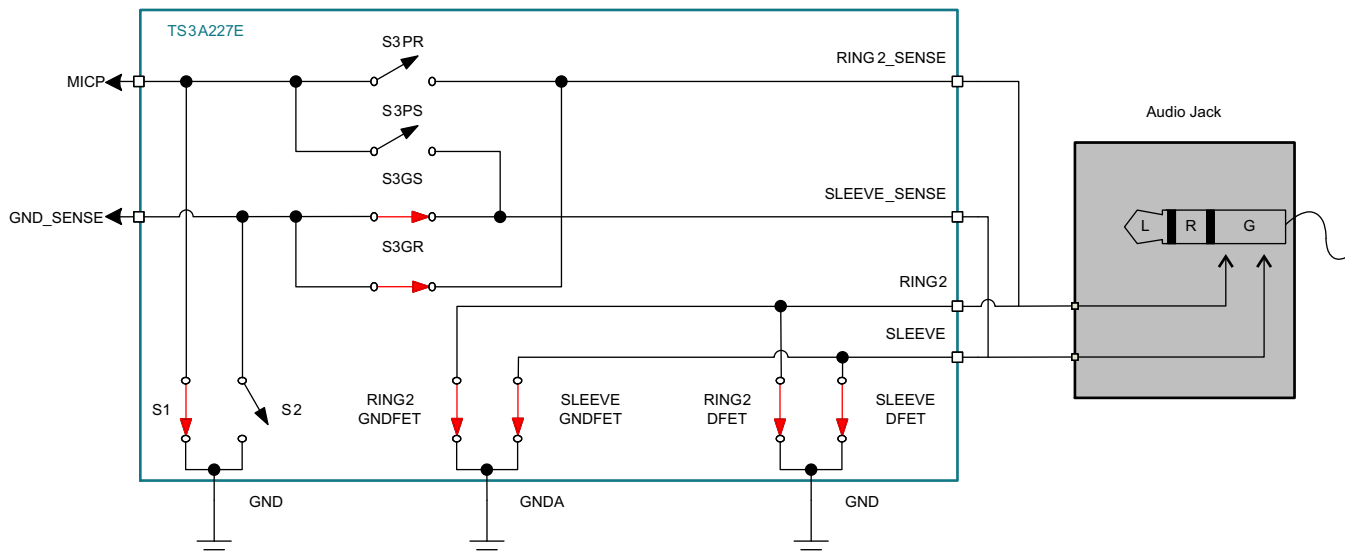 TS3A227E
S3PR
MICP
RING2_SENSE
S3PS
Audio Jack
S3GS
GND_SENSE
SLEEVE_SENSE
L R G
S3GR
RING2
SLEEVE
S1
S2
RING2
GNDFET
SLEEVE
GNDFET
RING2
DFET
SLEEVE
DFET
GND
GNDA
GND